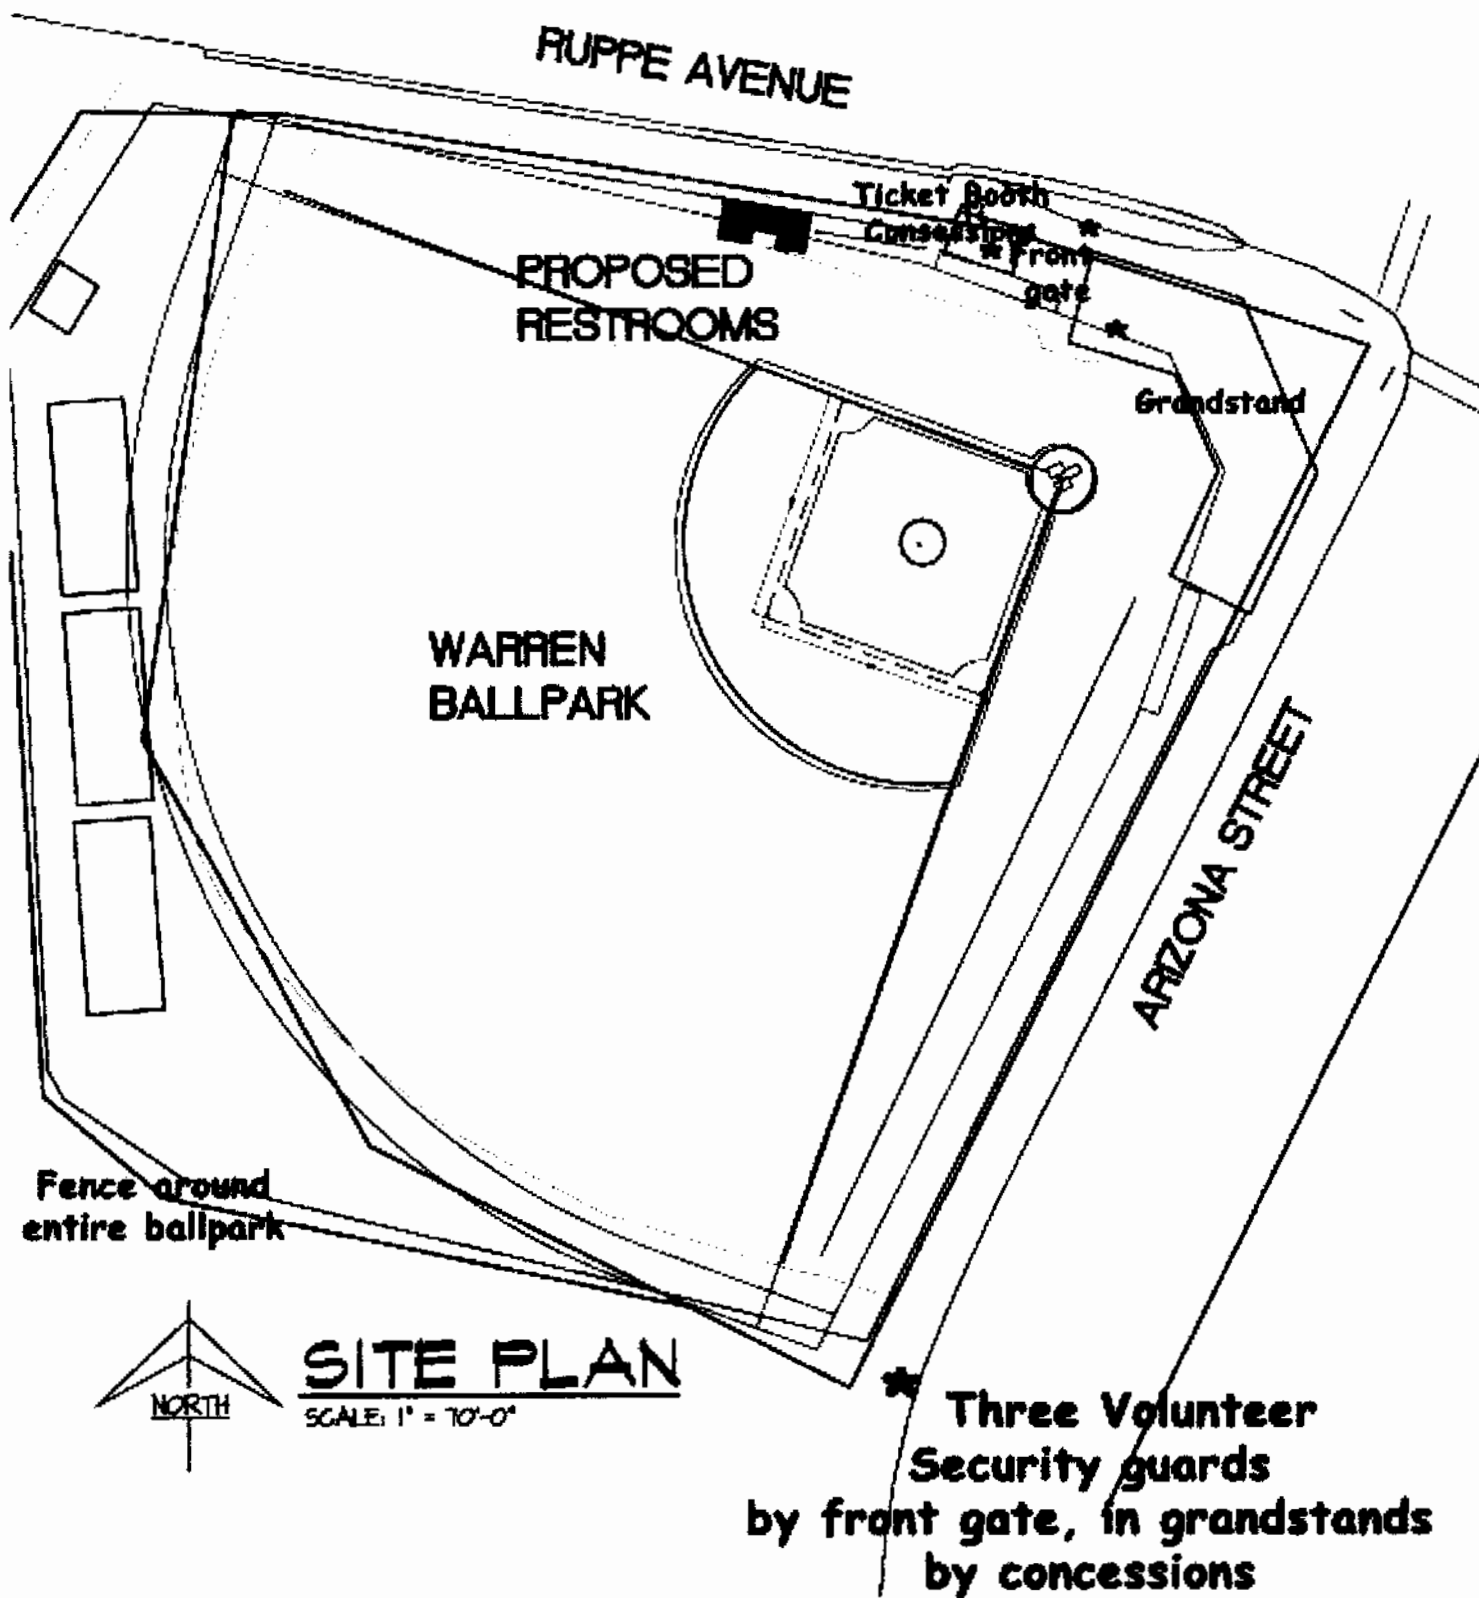 RUPPE AVENUE
Ticket Booth
Concessions
Front
gate
PROPOSED
RESTROOMS
Grandstand
WARREN
BALLPARK
ARIZONA STREET
Fence around
entire ballpark
NORTH
SITE PLAN
SCALE: 1" = 70'-0"
Three Volunteer
Security guards
by front gate, in grandstands
by concessions